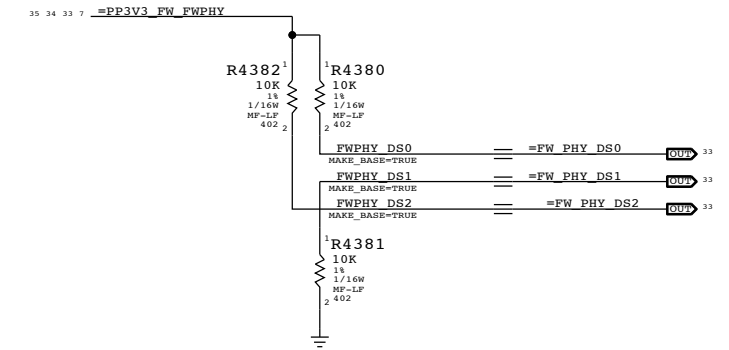 35 34 33 7 =PP3V3_FW_FWPHY
R4382 1
10K
1%
1/16W
MF-LF
402 2
1 R4380
10K
1%
1/16W
MF-LF
2 402
FWPHY_DS0 =FW_PHY_DS0 OUT 33
MAKE_BASE=TRUE
FWPHY_DS1 =FW_PHY_DS1 OUT 33
MAKE_BASE=TRUE
FWPHY_DS2 =FW_PHY_DS2 OUT 33
MAKE_BASE=TRUE
1 R4381
10K
1%
1/16W
MF-LF
2 402